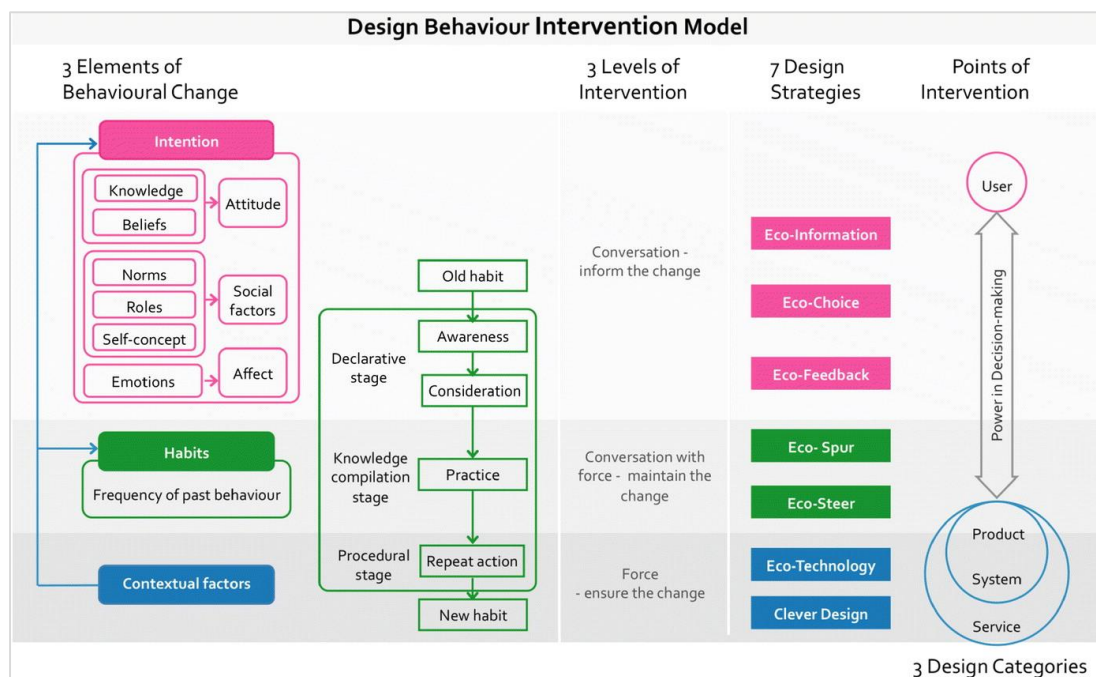 Design Behaviour Intervention Model
3 Elements of
Behavioural Change
3 Levels of
Intervention
7 Design
Strategies
Points of
Intervention
Intention
Knowledge
Beliefs
Attitude
Norms
Roles
Self-concept
Social
factors
Emotions
Affect
Habits
Frequency of past behaviour
Contextual factors
Old habit
Declarative
stage
Awareness
Consideration
Knowledge
compilation
stage
Practice
Procedural
stage
Repeat action
New habit
Conversation -
inform the change
Conversation with
force - maintain the
change
Force
- ensure the change
Eco-Information
Eco-Choice
Eco-Feedback
Eco- Spur
Eco-Steer
Eco-Technology
Clever Design
User
Power in Decision-making
Product
System
Service
3 Design Categories